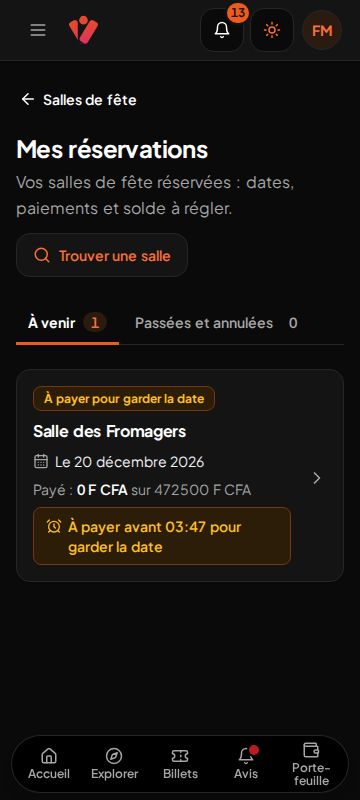 13
FM
Salles de fête
Mes réservations
Vos salles de fête réservées : dates,
paiements et solde à régler.
Trouver une salle
À venir 1 Passées et annulées 0
À payer pour garder la date
Salle des Fromagers
Le 20 décembre 2026
Payé : 0 F CFA sur 472500 F CFA
À payer avant 03:47 pour
garder la date
Accueil Explorer Billets Avis Porte-
feuille